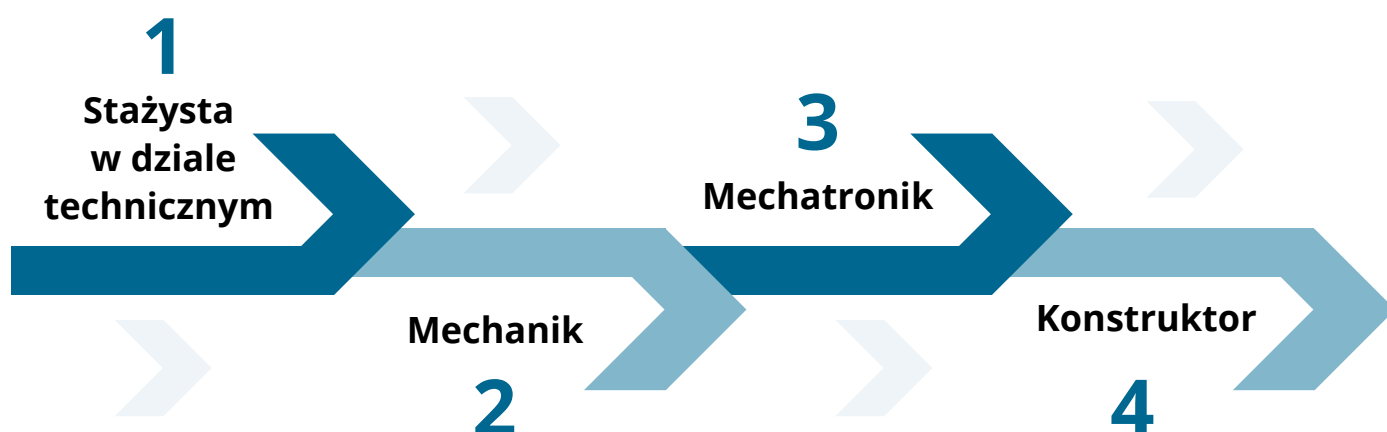 1
Stażysta
w dziale
technicznym
Mechanik
2
3
Mechatronik
Konstruktor
4